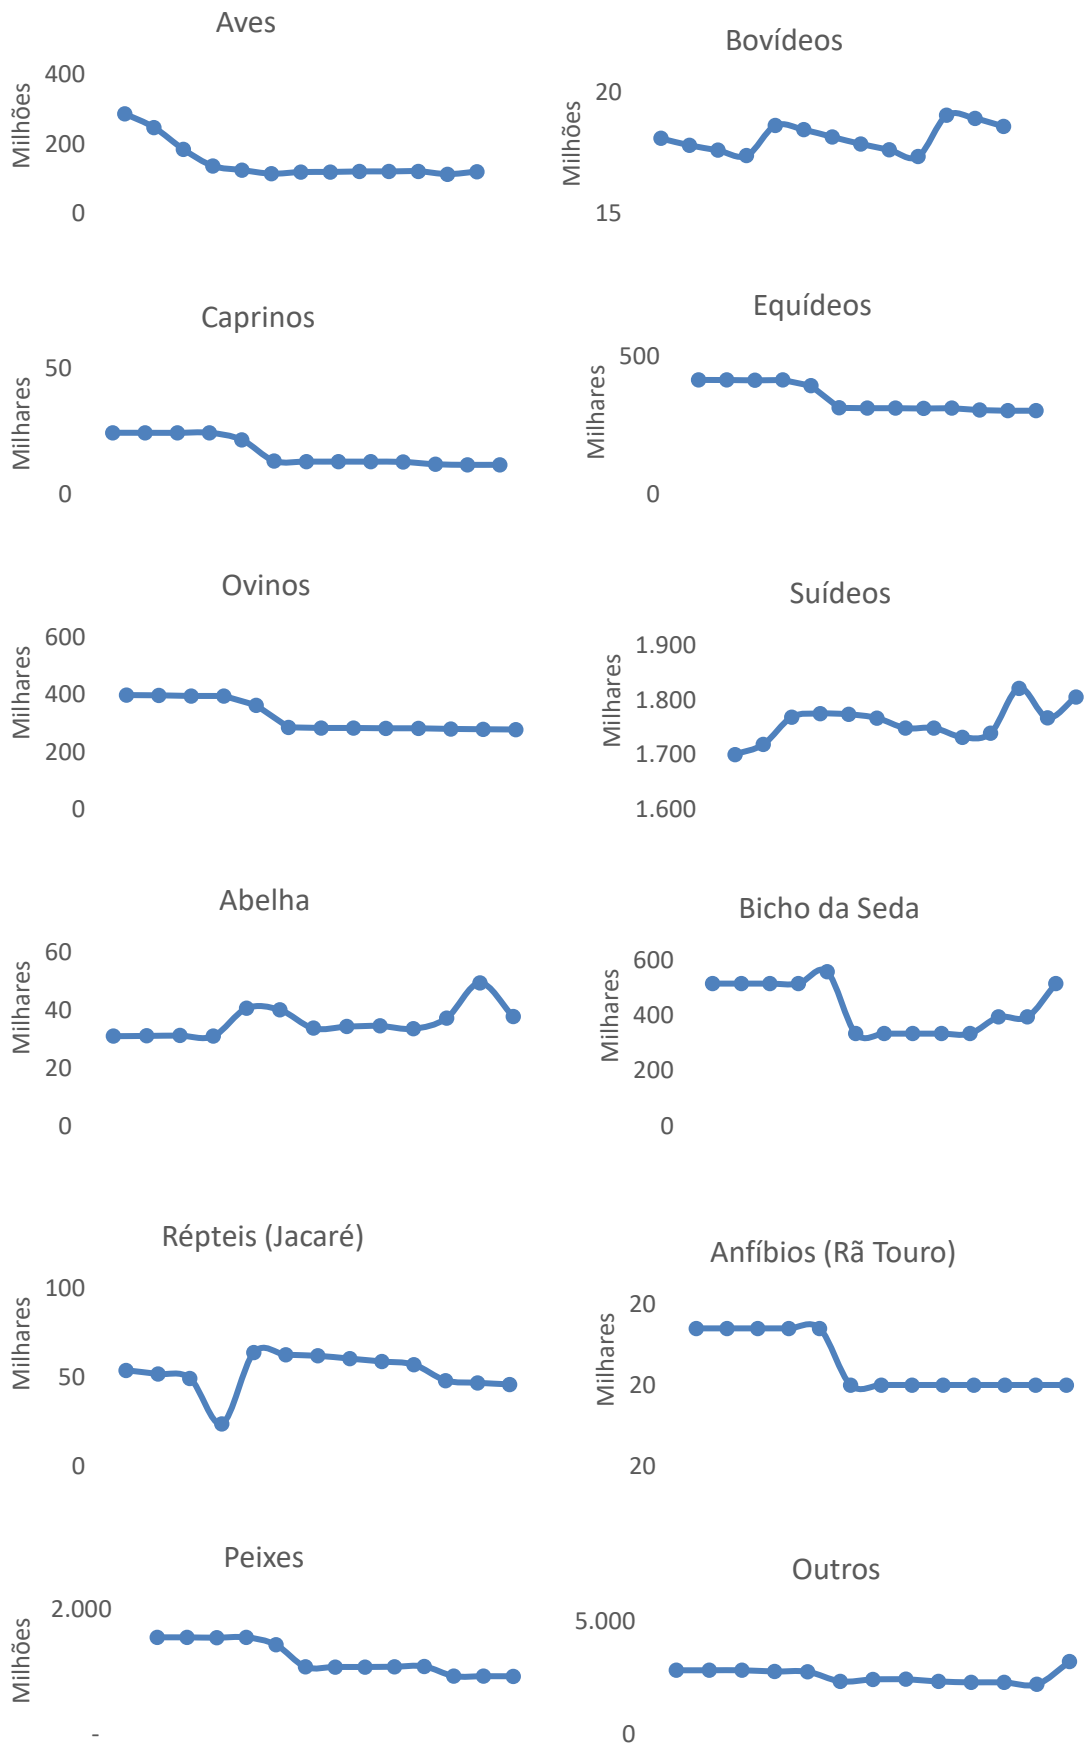 Aves
Milhões
400
200
0
Bovídeos
Milhões
20
15
Caprinos
Milhares
50
0
Equídeos
Milhares
500
0
Ovinos
Milhares
600
400
200
0
Suídeos
Milhares
1.900
1.800
1.700
1.600
Abelha
Milhares
60
40
20
0
Bicho da Seda
Milhares
600
400
200
0
Répteis (Jacaré)
Milhares
100
50
0
Anfíbios (Rã Touro)
Milhares
20
20
20
Peixes
Milhões
2.000
-
Outros
5.000
0